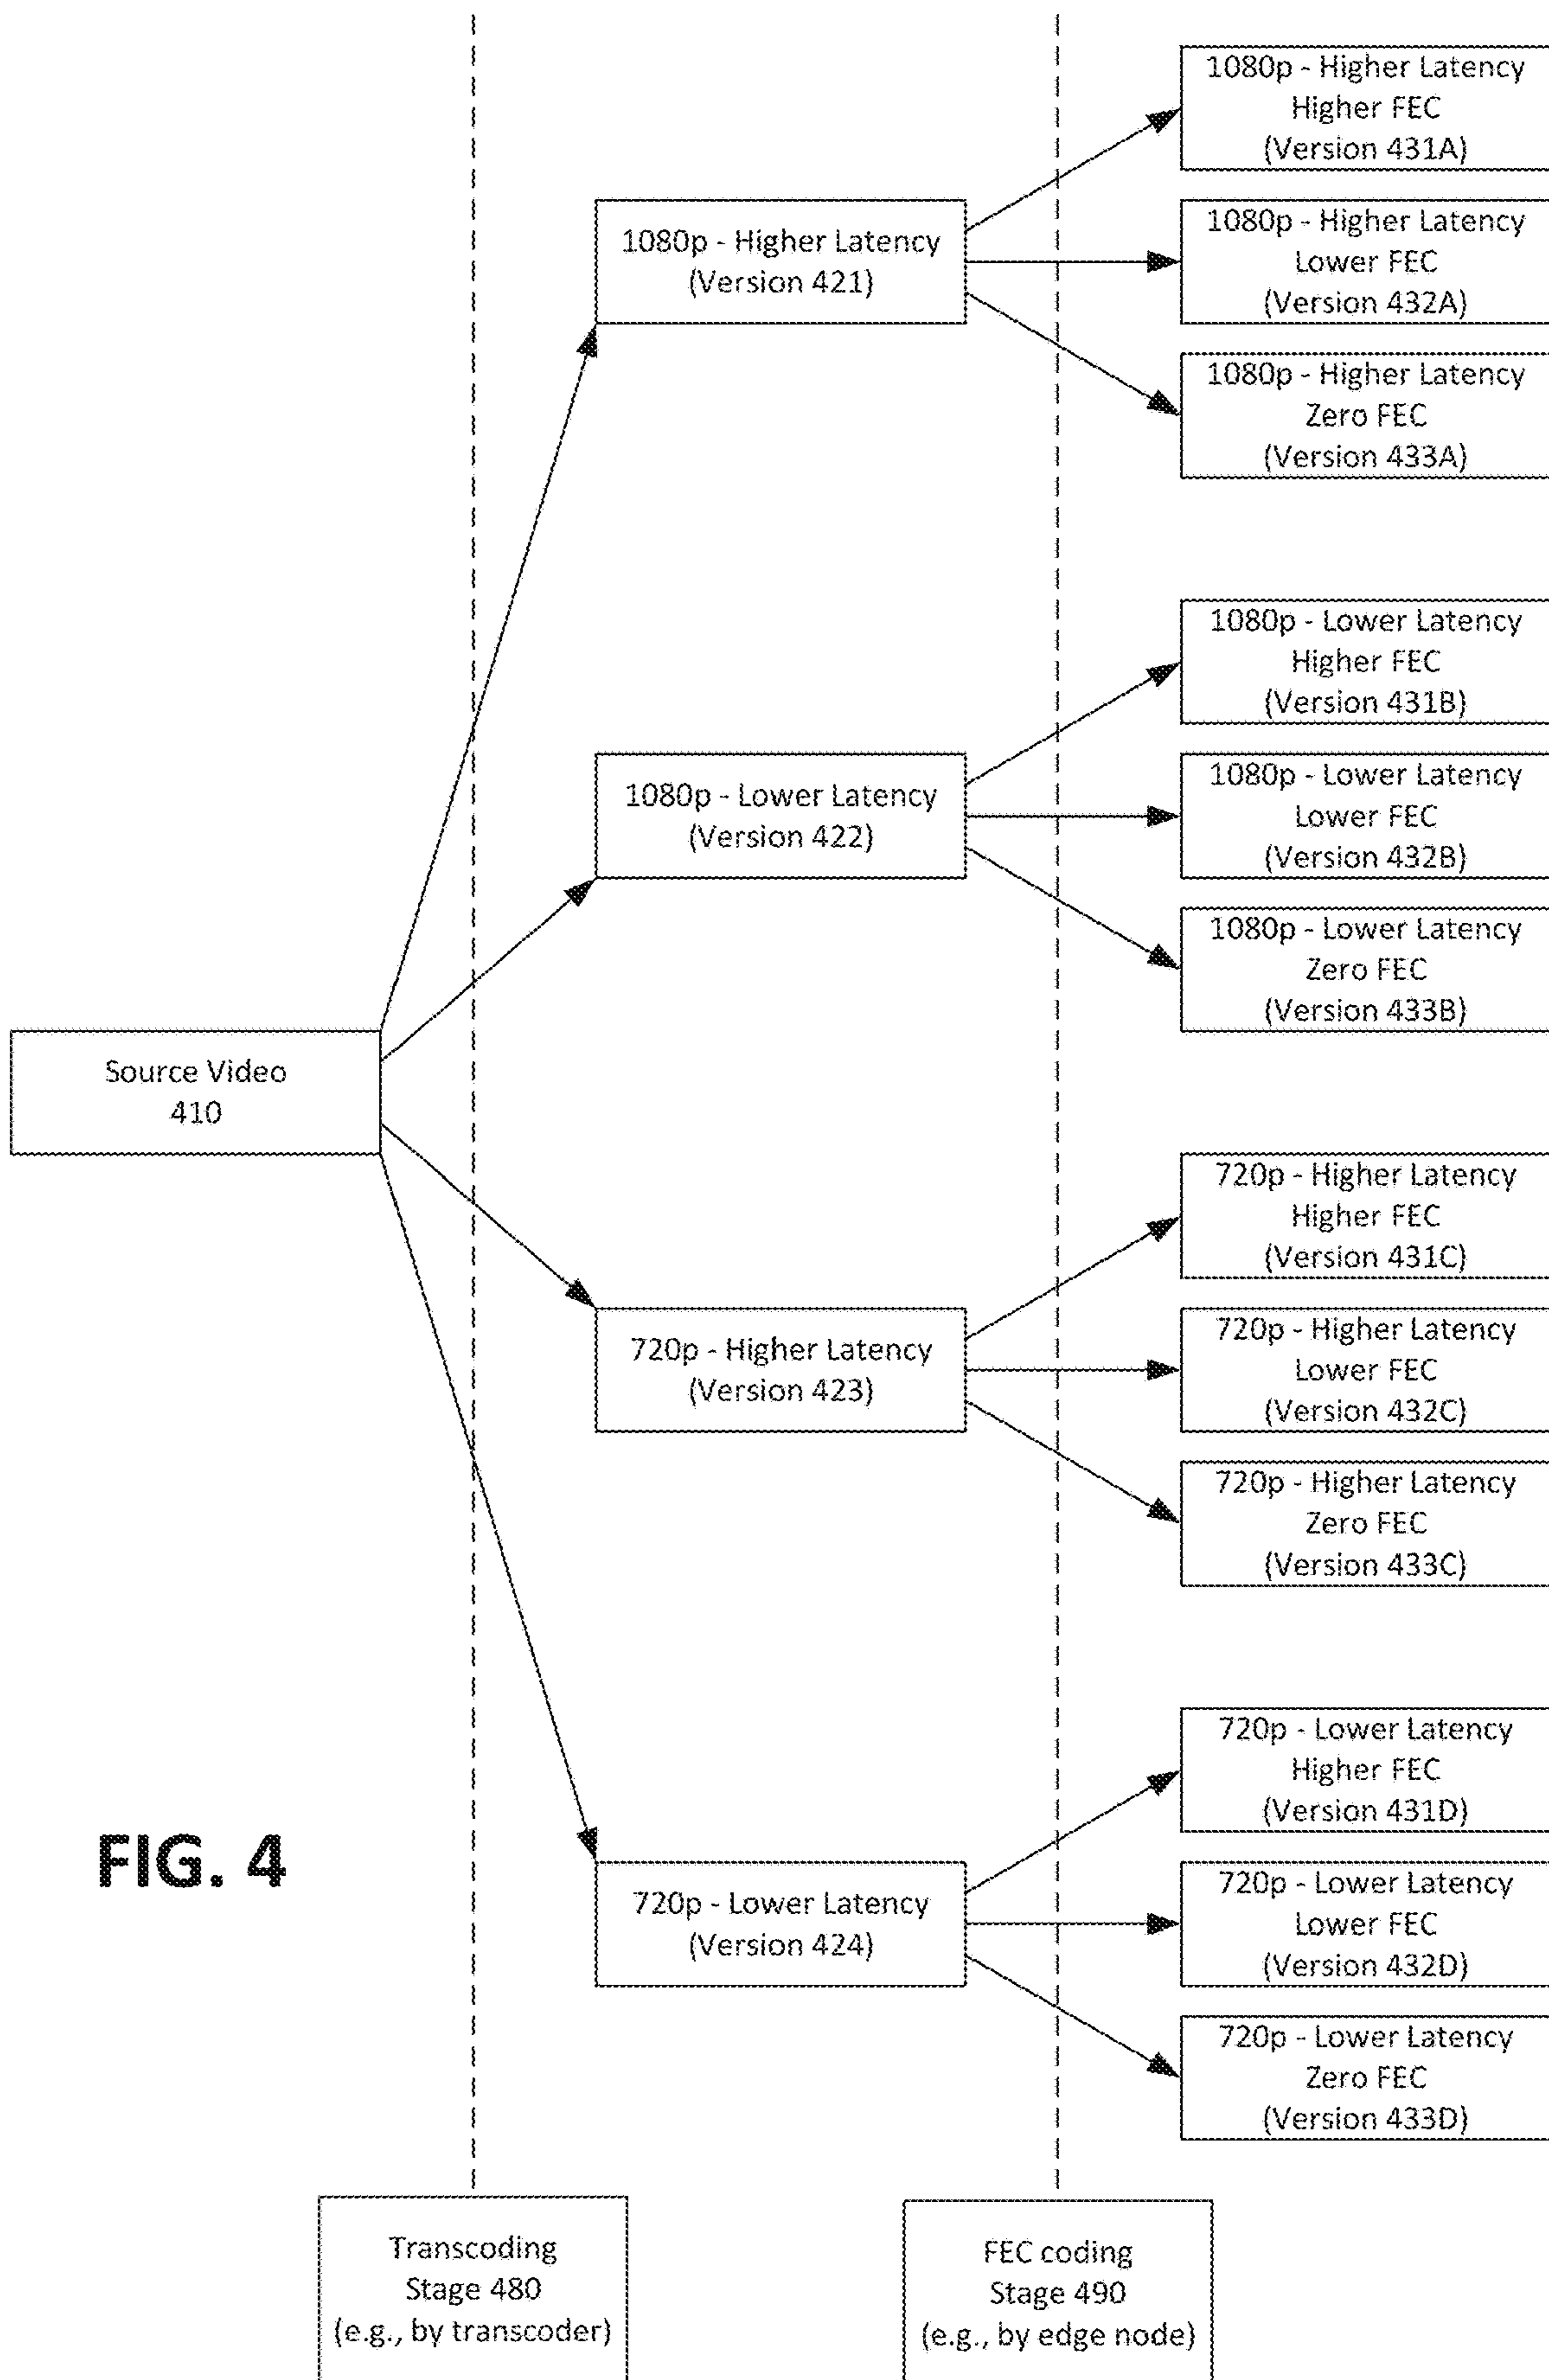 1080p - Higher Latency
Higher FEC
(Version 431A)
1080p - Higher Latency
(Version 421)
1080p - Higher Latency
Lower FEC
(Version 432A)
1080p - Higher Latency
Zero FEC
(Version 433A)
1080p - Lower Latency
Higher FEC
(Version 431B)
1080p - Lower Latency
(Version 422)
1080p - Lower Latency
Lower FEC
(Version 432B)
1080p - Lower Latency
Zero FEC
(Version 433B)
Source Video
410
720p - Higher Latency
Higher FEC
(Version 431C)
720p - Higher Latency
(Version 423)
720p - Higher Latency
Lower FEC
(Version 432C)
720p - Higher Latency
Zero FEC
(Version 433C)
720p - Lower Latency
Higher FEC
(Version 431D)
FIG. 4
720p - Lower Latency
(Version 424)
720p - Lower Latency
Lower FEC
(Version 432D)
720p - Lower Latency
Zero FEC
(Version 433D)
Transcoding
Stage 480
(e.g., by transcoder)
FEC coding
Stage 490
(e.g., by edge node)